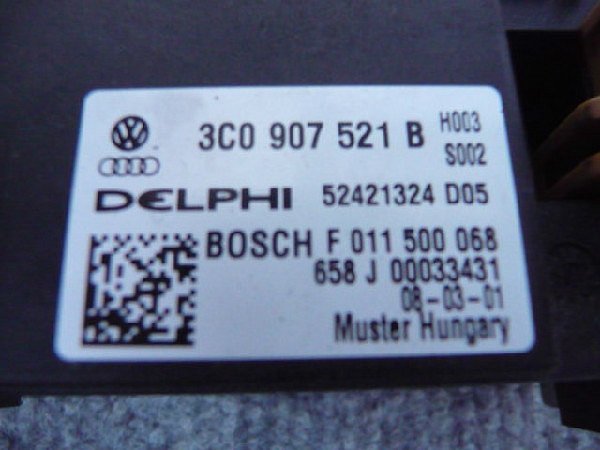 3C0 907 521 B H003
S002
DELPHI 52421324 D05
BOSCH F 011 500 068
658 J 00033431
08-03-01
Muster Hungary